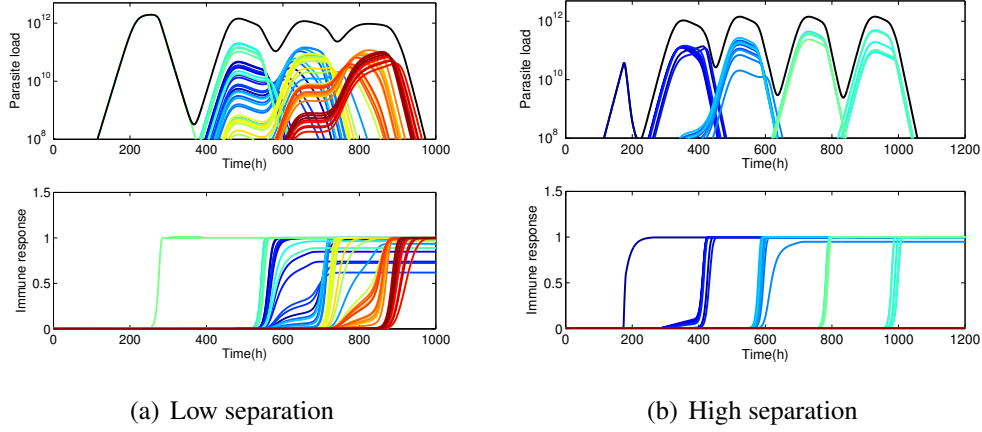 10^12
10^10
10^8
Parasite load
0 200 400 600 800 1000
Time(h)
1.5
1
0.5
0
Immune response
0 200 400 600 800 1000
Time(h)
(a) Low separation
10^12
10^10
10^8
Parasite load
0 200 400 600 800 1000 1200
Time(h)
1.5
1
0.5
0
Immune response
0 200 400 600 800 1000 1200
Time(h)
(b) High separation